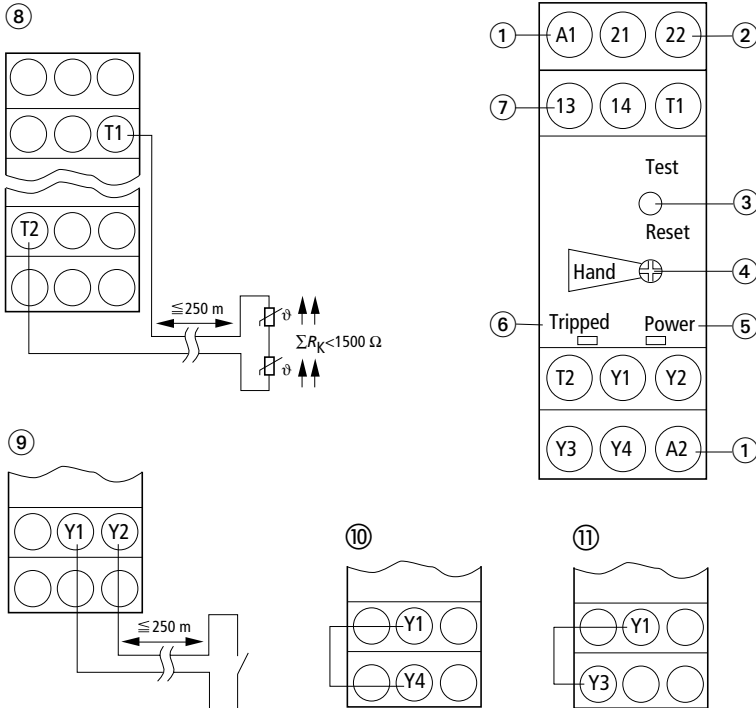 ⑧
T1
T2
≦250 m
ϑ
ΣRK<1500 Ω
ϑ
① A1 21 22 ②
⑦ 13 14 T1
Test
③
Reset
Hand ④
⑥ Tripped Power ⑤
T2 Y1 Y2
Y3 Y4 A2 ①
⑨
Y1 Y2
≦250 m
⑩
Y1
Y4
⑪
Y1
Y3